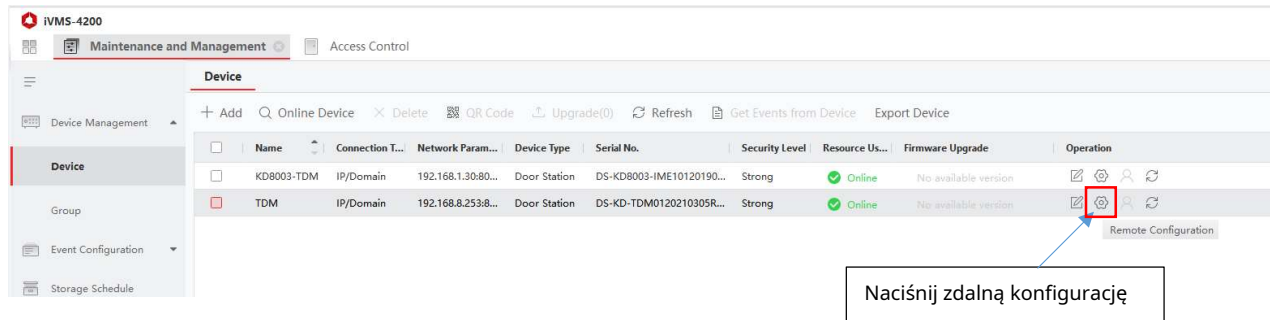 iVMS-4200
Maintenance and Management Access Control
Device
Add Online Device Delete QR Code Upgrade(0) Refresh Get Events from Device Export Device
Device Management
Name Connection T... Network Param... Device Type Serial No. Security Level Resource Us... Firmware Upgrade Operation
Device
KD8003-TDM IP/Domain 192.168.1.30:80... Door Station DS-KD8003-IME10120190... Strong Online No available version
TDM IP/Domain 192.168.8.253:8... Door Station DS-KD-TDM0120210305R... Strong Online No available version
Group
Remote Configuration
Event Configuration
Storage Schedule
Naciśnij zdalną konfigurację